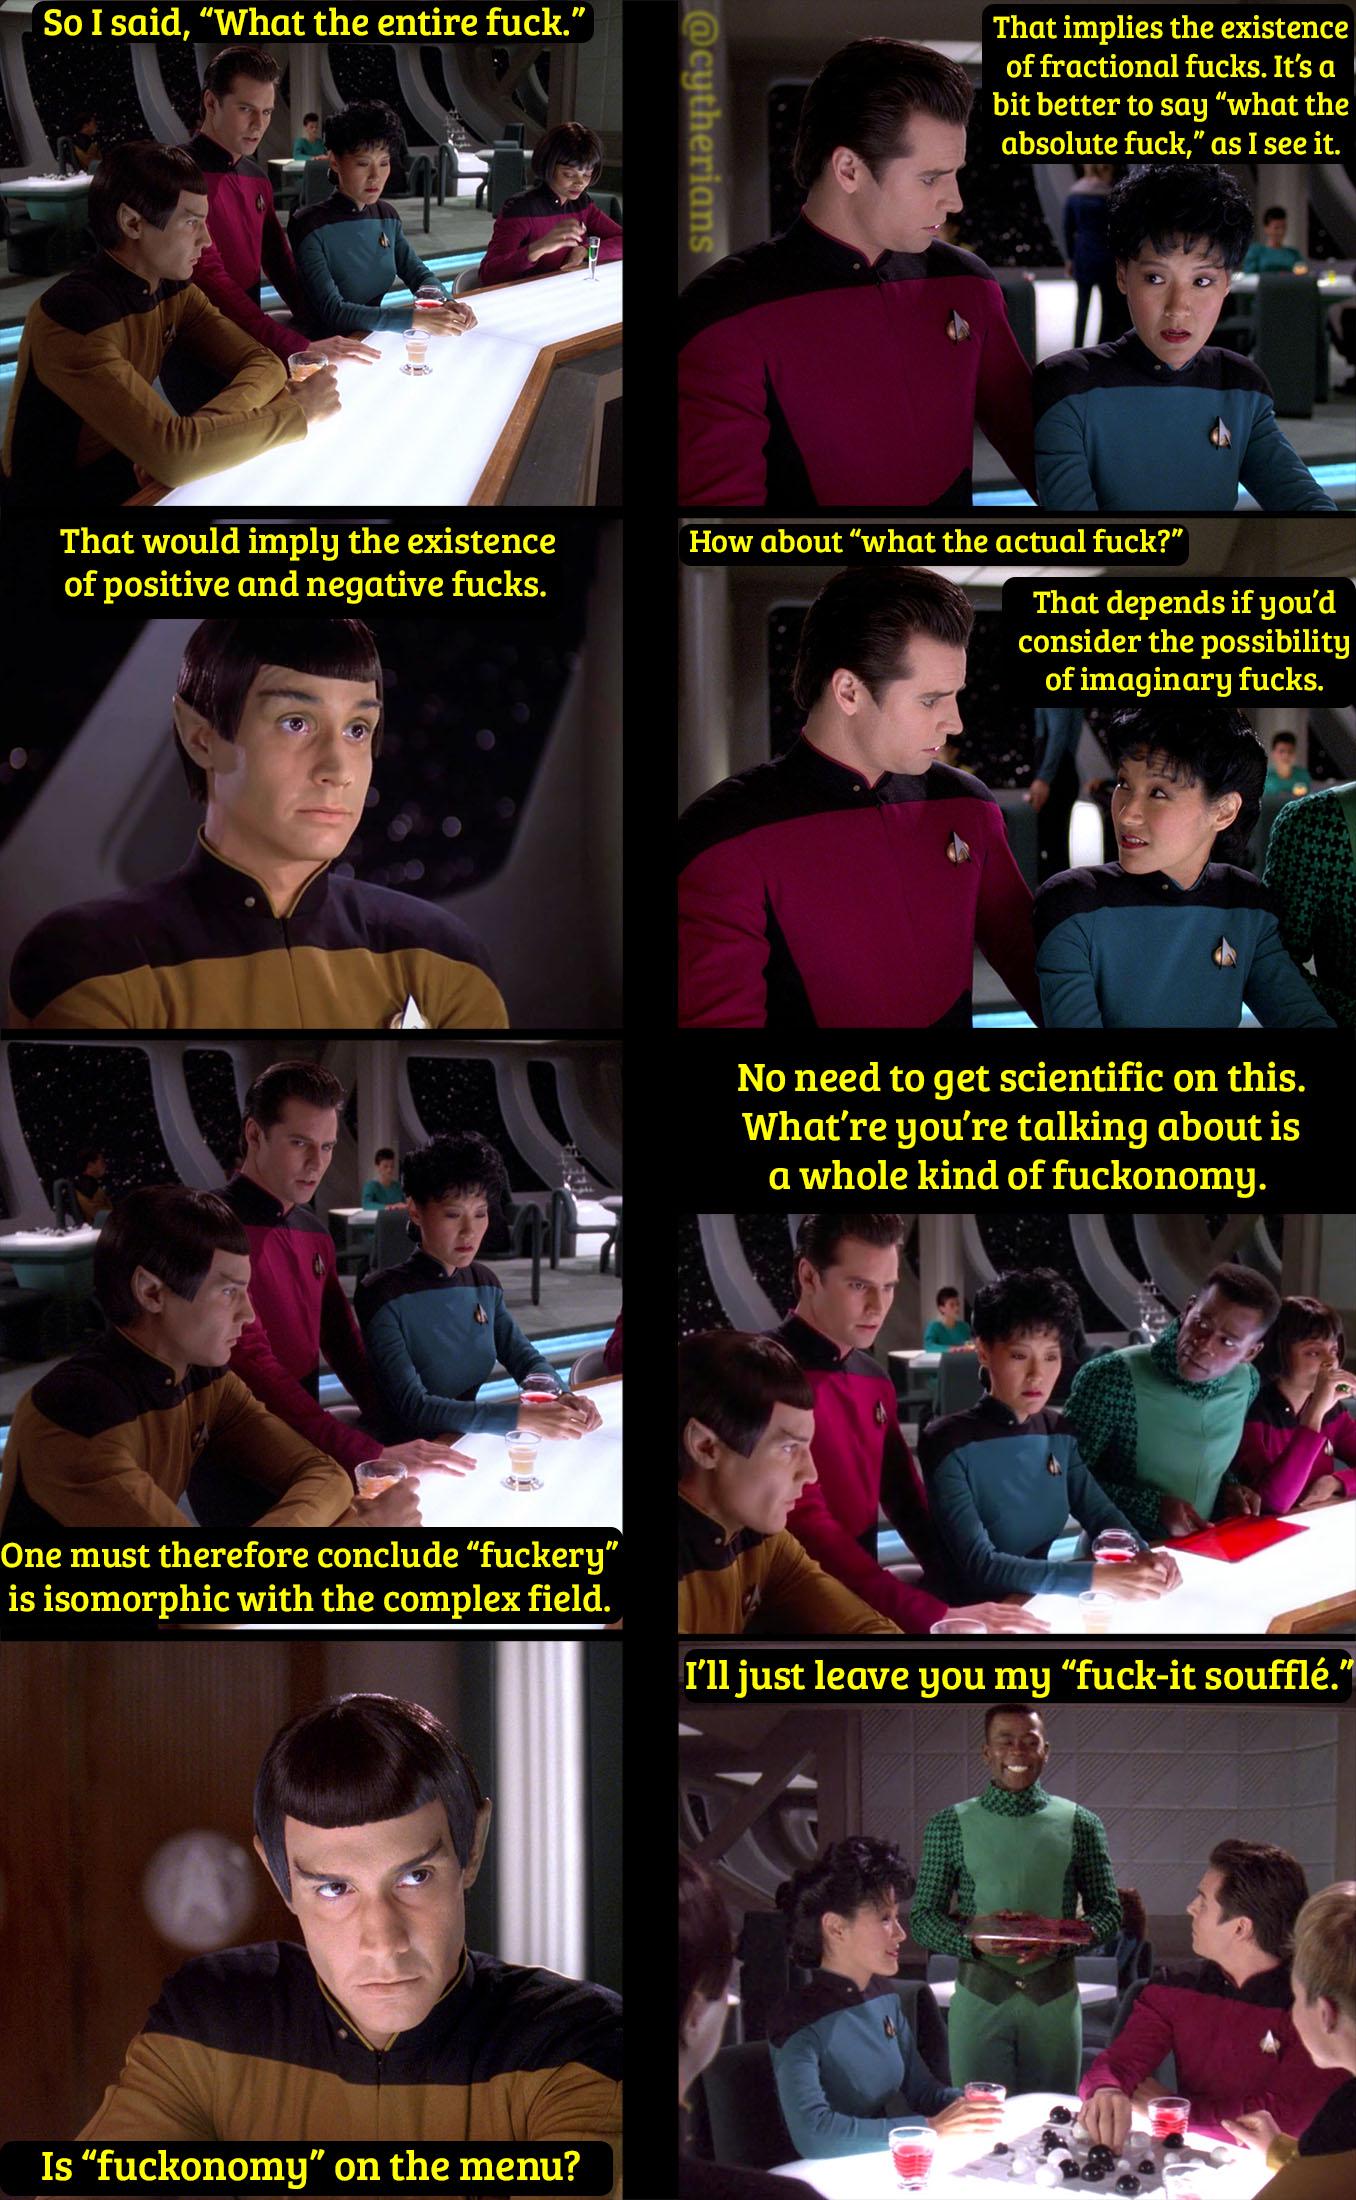 So I said, “What the entire fuck.”
@cytherians
That implies the existence
of fractional fucks. It’s a
bit better to say “what the
absolute fuck,” as I see it.
That would imply the existence
of positive and negative fucks.
How about “what the actual fuck?”
That depends if you’d
consider the possibility
of imaginary fucks.
One must therefore conclude “fuckery”
is isomorphic with the complex field.
No need to get scientific on this.
What’re you’re talking about is
a whole kind of fuckonomy.
Is “fuckonomy” on the menu?
I’ll just leave you my “fuck-it soufflé.”